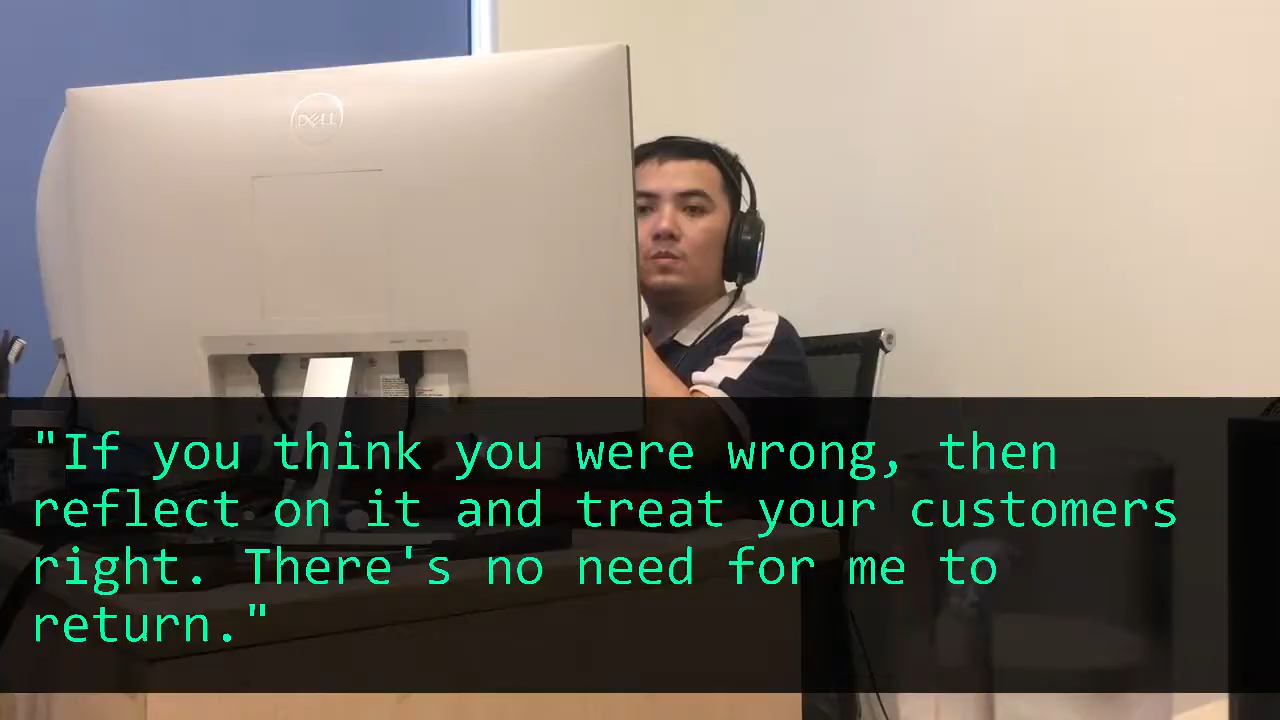 DELL
"If you think you were wrong, then
reflect on it and treat your customers
right. There's no need for me to
return."